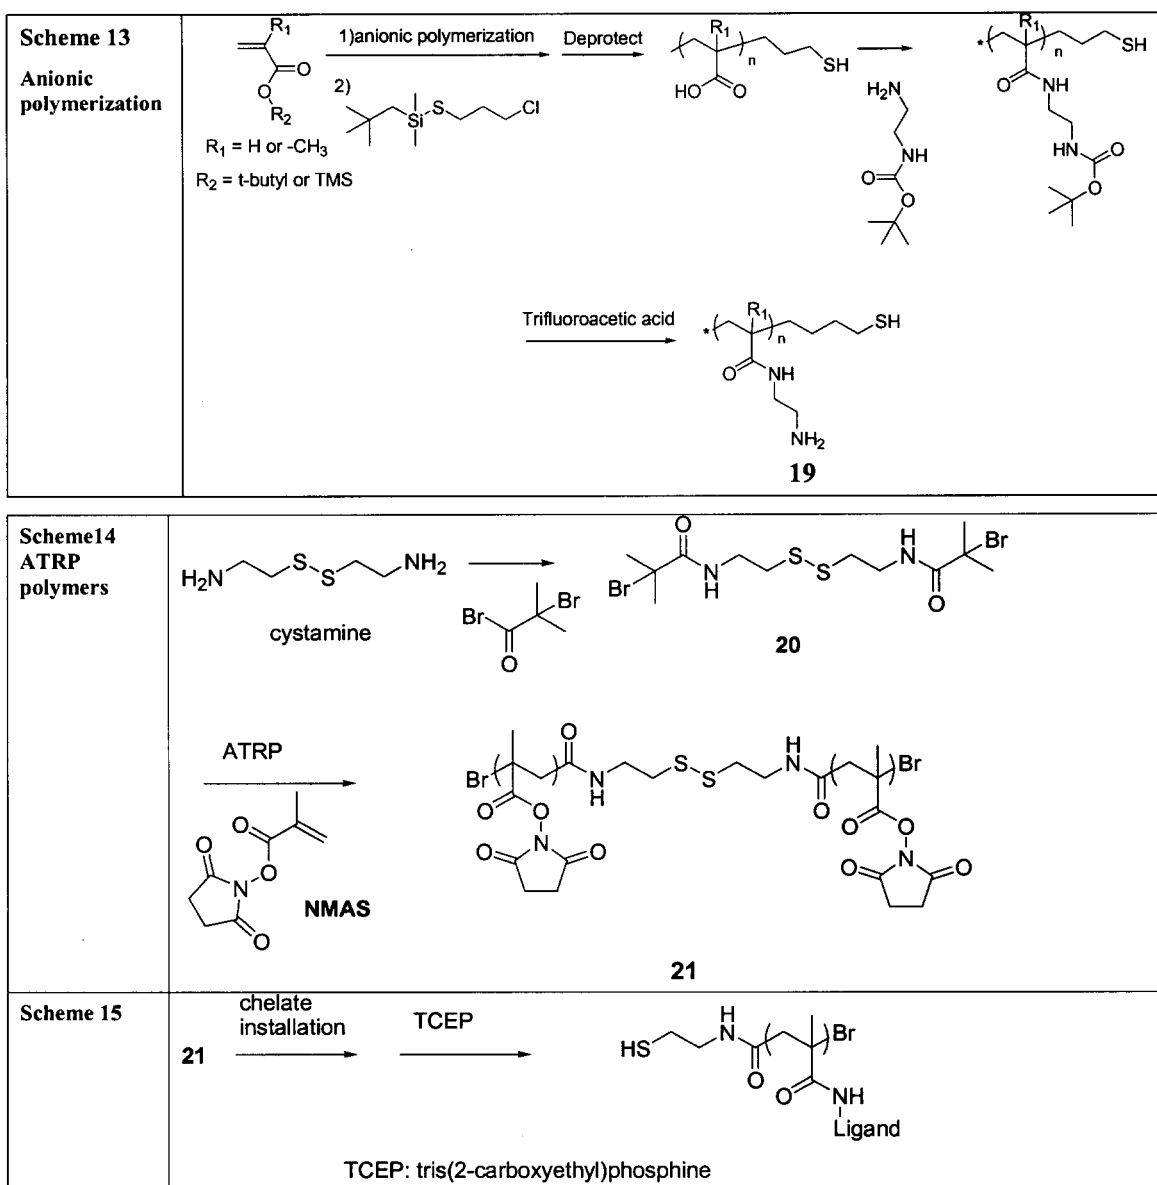 Scheme 13
Anionic
polymerization
R1
O
O
R2
R1 = H or -CH3
R2 = t-butyl or TMS
1)anionic polymerization
2)
Si
S
Cl
Deprotect
R1
n
SH
HO
O
H2N
NH
O
O
*
R1
n
SH
O
NH
HN
O
O
Trifluoroacetic acid
*
R1
n
SH
O
NH
NH2
19
Scheme14
ATRP
polymers
H2N
S-S
NH2
cystamine
Br
Br
O
O
Br
N
H
S
S
H
N
O
Br
20
ATRP
O
O
O
N
O
NMAS
Br
O
N
H
O
O
N
O
O
S-S
H
N
O
Br
O
O
N
O
O
21
Scheme 15
21
chelate
installation
TCEP
HS
H
N
O
Br
O
NH
Ligand
TCEP: tris(2-carboxyethyl)phosphine